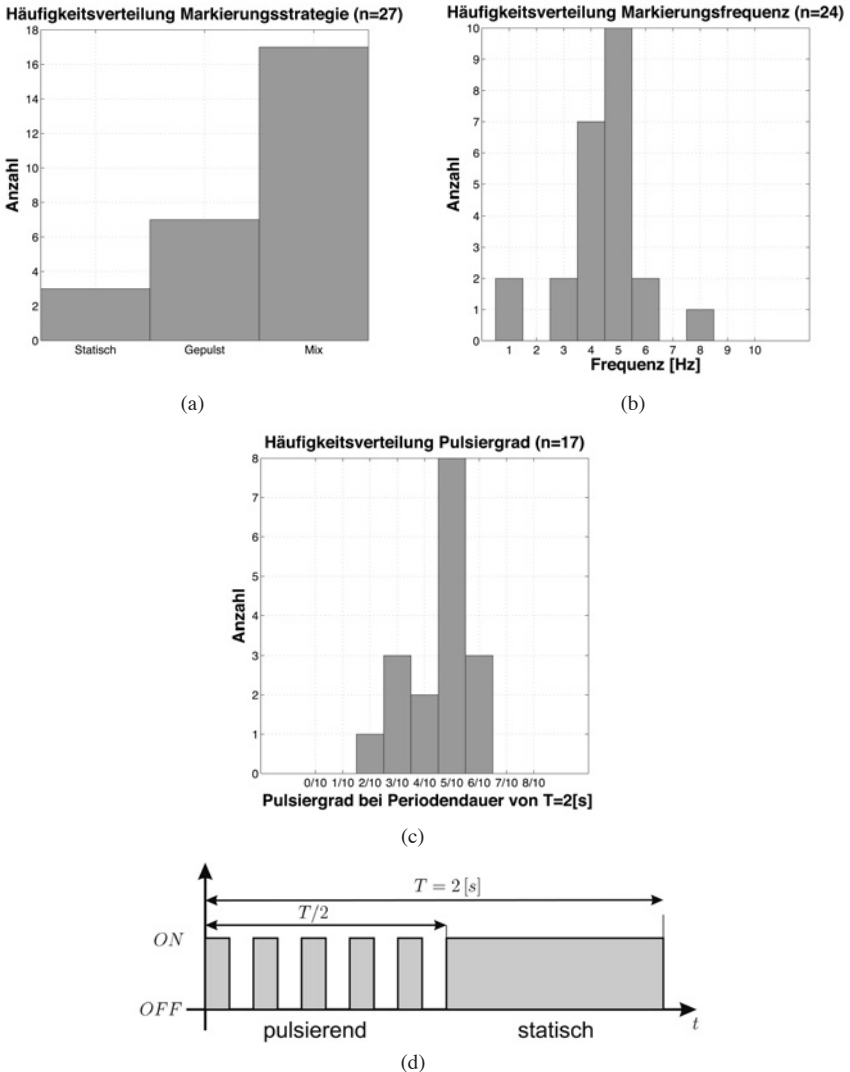 Häufigkeitsverteilung Markierungsstrategie (n=27)
18
16
14
12
10
8
6
4
2
0
Anzahl
Statisch Gepulst Mix
(a)
Häufigkeitsverteilung Markierungsfrequenz (n=24)
10
9
8
7
6
5
4
3
2
1
0
Anzahl
1 2 3 4 5 6 7 8 9 10
Frequenz [Hz]
(b)
Häufigkeitsverteilung Pulsiergrad (n=17)
8
7
6
5
4
3
2
1
0
Anzahl
0/10 1/10 2/10 3/10 4/10 5/10 6/10 7/10 8/10
Pulsiergrad bei Periodendauer von T=2[s]
(c)
T = 2 [s]
T/2
ON
OFF
t
pulsierend statisch
(d)